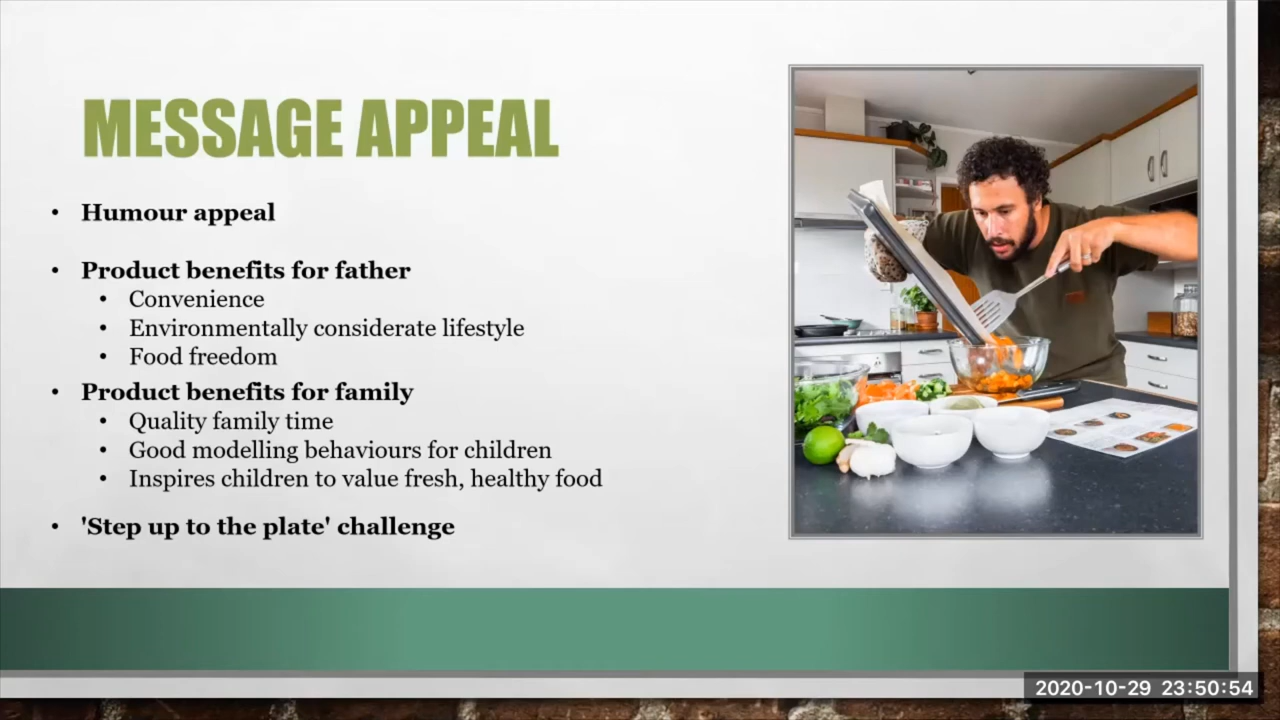 MESSAGE APPEAL
• Humour appeal
• Product benefits for father
• Convenience
• Environmentally considerate lifestyle
• Food freedom
• Product benefits for family
• Quality family time
• Good modelling behaviours for children
• Inspires children to value fresh, healthy food
• 'Step up to the plate' challenge
2020-10-29 23:50:54